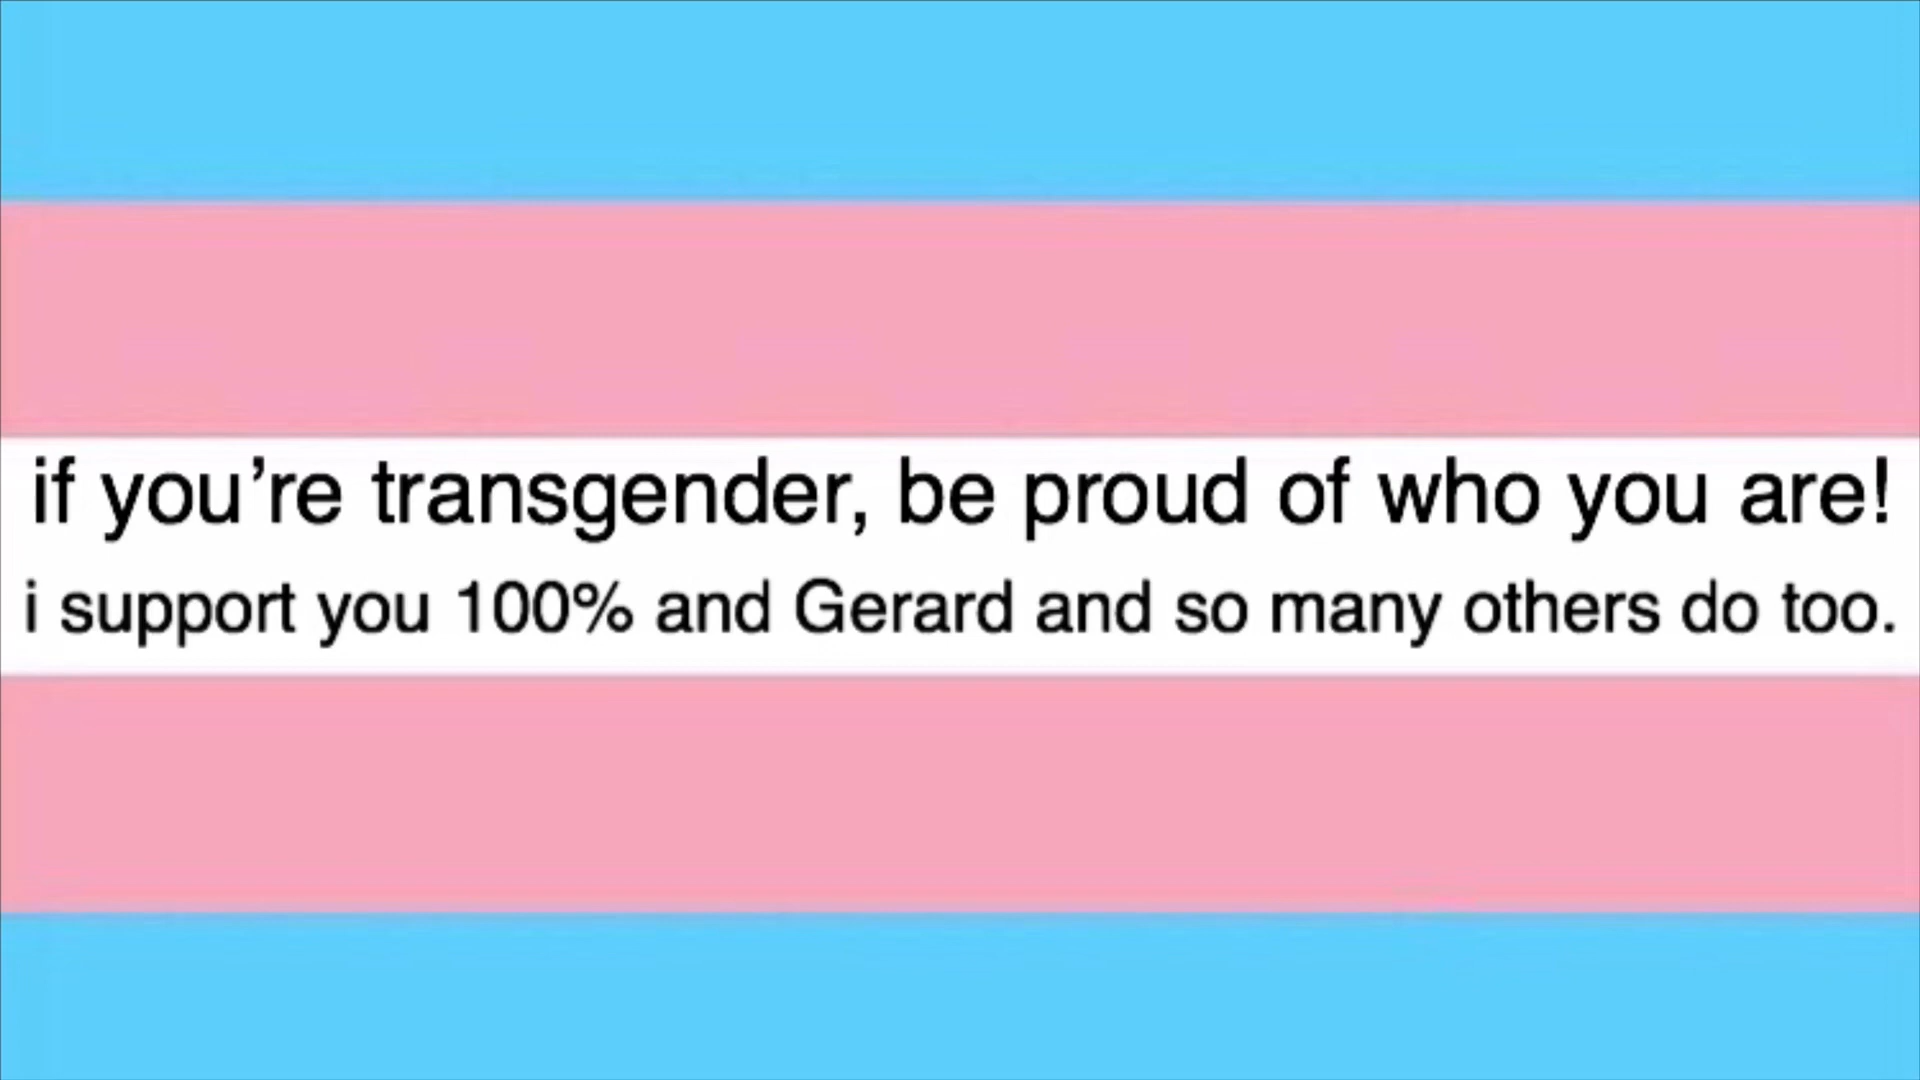 if you’re transgender, be proud of who you are!
i support you 100% and Gerard and so many others do too.